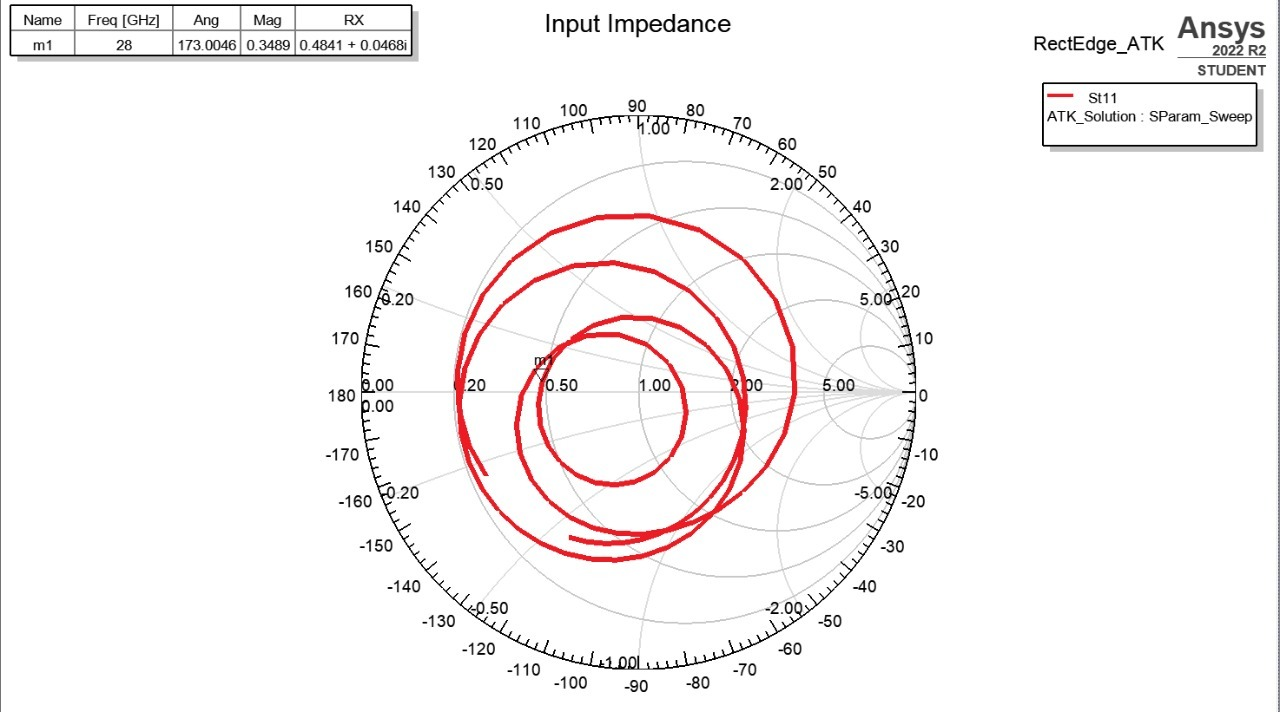 Name Freq [GHz] Ang Mag RX
m1 28 173.0046 0.3489 0.4841 + 0.0468i
Input Impedance
RectEdge_ATK
Ansys
2022 R2
STUDENT
St11
ATK_Solution : SParam_Sweep
90
100 80
1.00
110 70
120 60
130 0.50 2.00 50
140 40
150 30
160 0.20 5.00 20
170 10
m1
180 0.00 0.20 0.50 1.00 2.00 5.00 0
0.00
-170 -10
-160 -0.20 -5.00 -20
-150 -30
-140 -40
-130 -0.50 -2.00 -50
-120 -60
-1.00
-110 -70
-100 -80
-90